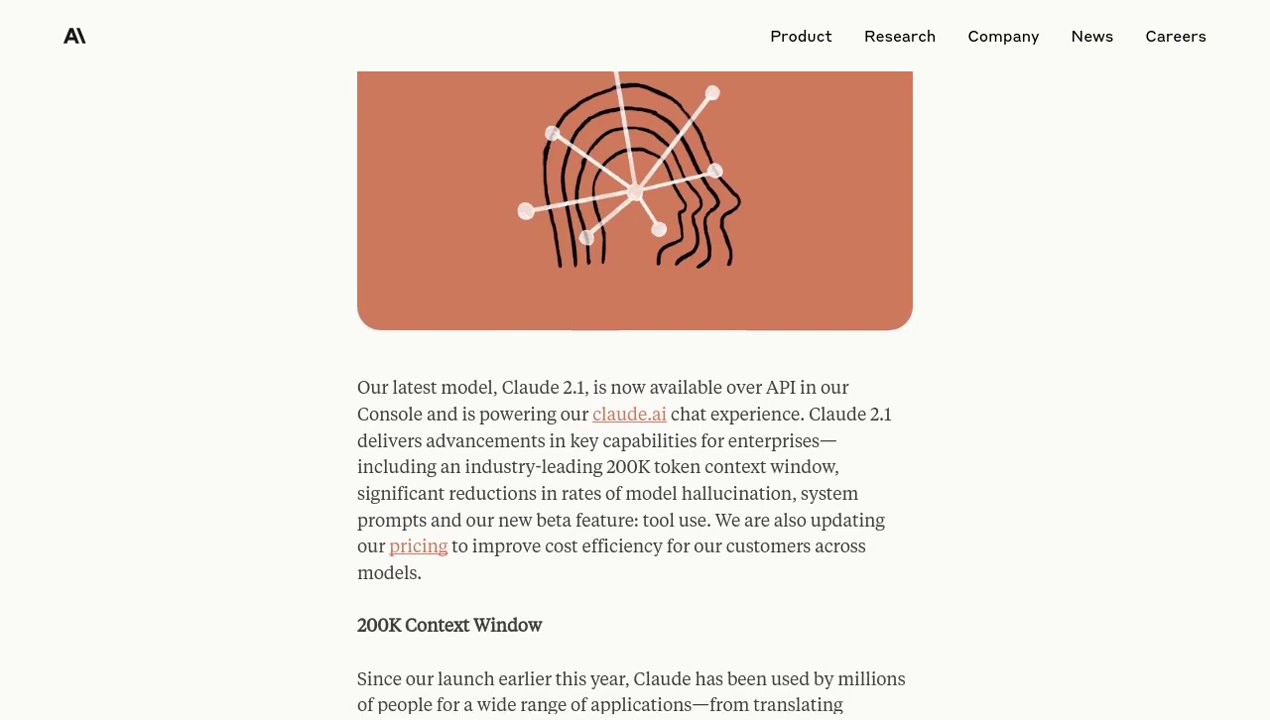 A\
Product Research Company News Careers
Our latest model, Claude 2.1, is now available over API in our
Console and is powering our claude.ai chat experience. Claude 2.1
delivers advancements in key capabilities for enterprises—
including an industry-leading 200K token context window,
significant reductions in rates of model hallucination, system
prompts and our new beta feature: tool use. We are also updating
our pricing to improve cost efficiency for our customers across
models.
200K Context Window
Since our launch earlier this year, Claude has been used by millions
of people for a wide range of applications—from translating